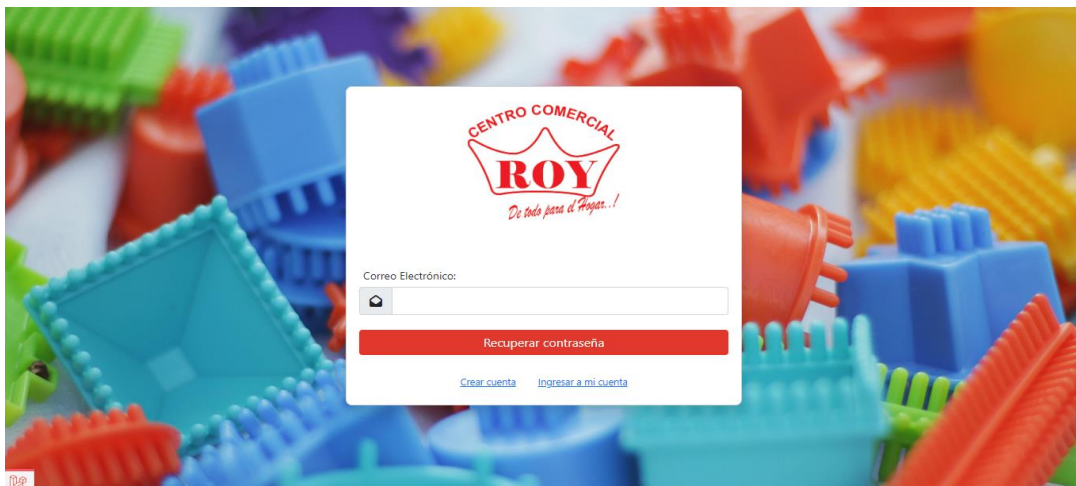 CENTRO COMERCIAL
ROY
De todo para el Hogar..!
Correo Electrónico:
Recuperar contraseña
Crear cuenta Ingresar a mi cuenta